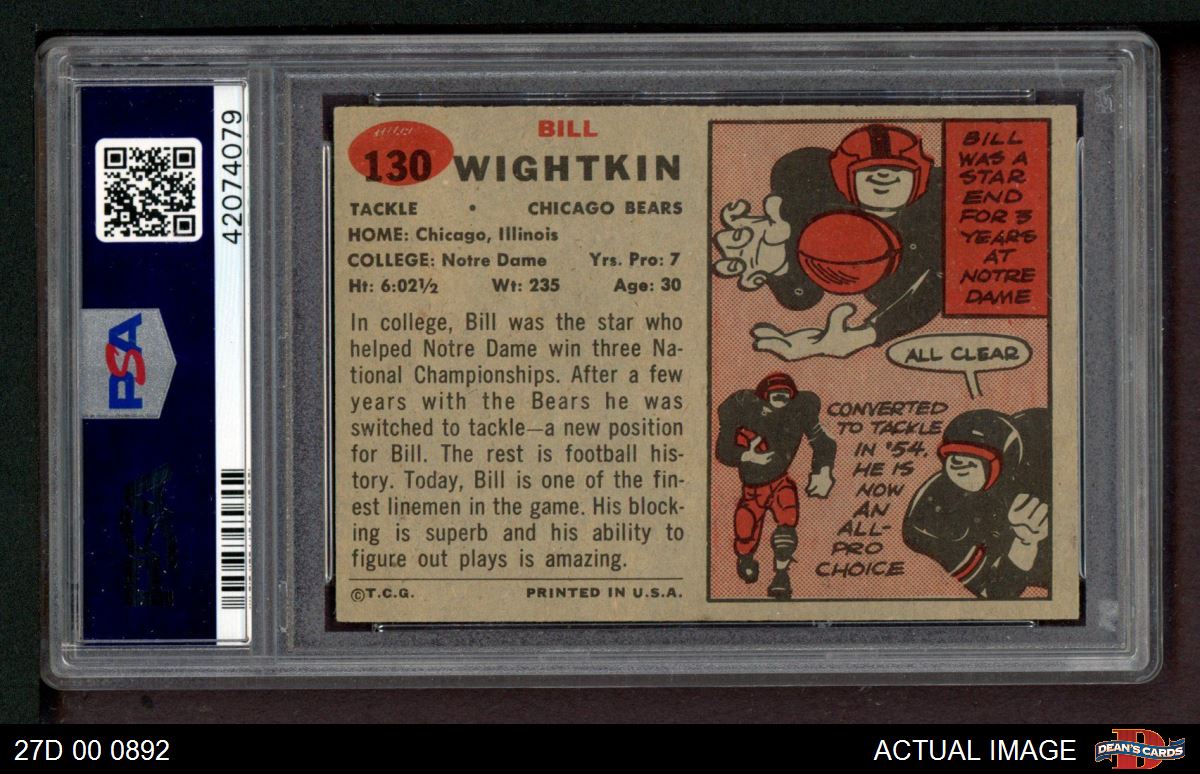 42074079
PSA
PSA
130
BILL
WIGHTKIN
TACKLE • CHICAGO BEARS
HOME: Chicago, Illinois
COLLEGE: Notre Dame Yrs. Pro: 7
Ht: 6:02½ Wt: 235 Age: 30
In college, Bill was the star who
helped Notre Dame win three Na-
tional Championships. After a few
years with the Bears he was
switched to tackle—a new position
for Bill. The rest is football his-
tory. Today, Bill is one of the fin-
est linemen in the game. His block-
ing is superb and his ability to
figure out plays is amazing.
©T.C.G. PRINTED IN U.S.A.
BILL
WAS A
STAR
END
FOR 3
YEARS
AT
NOTRE
DAME
ALL CLEAR
CONVERTED
TO TACKLE
IN '54.
HE IS
NOW
AN
ALL-
PRO
CHOICE
27D 00 0892
ACTUAL IMAGE
D
DEAN'S CARDS